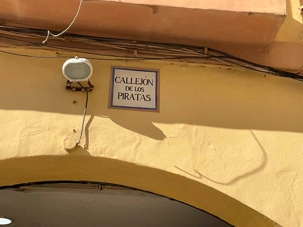 CALLEJÓN
DE LOS
PIRATAS